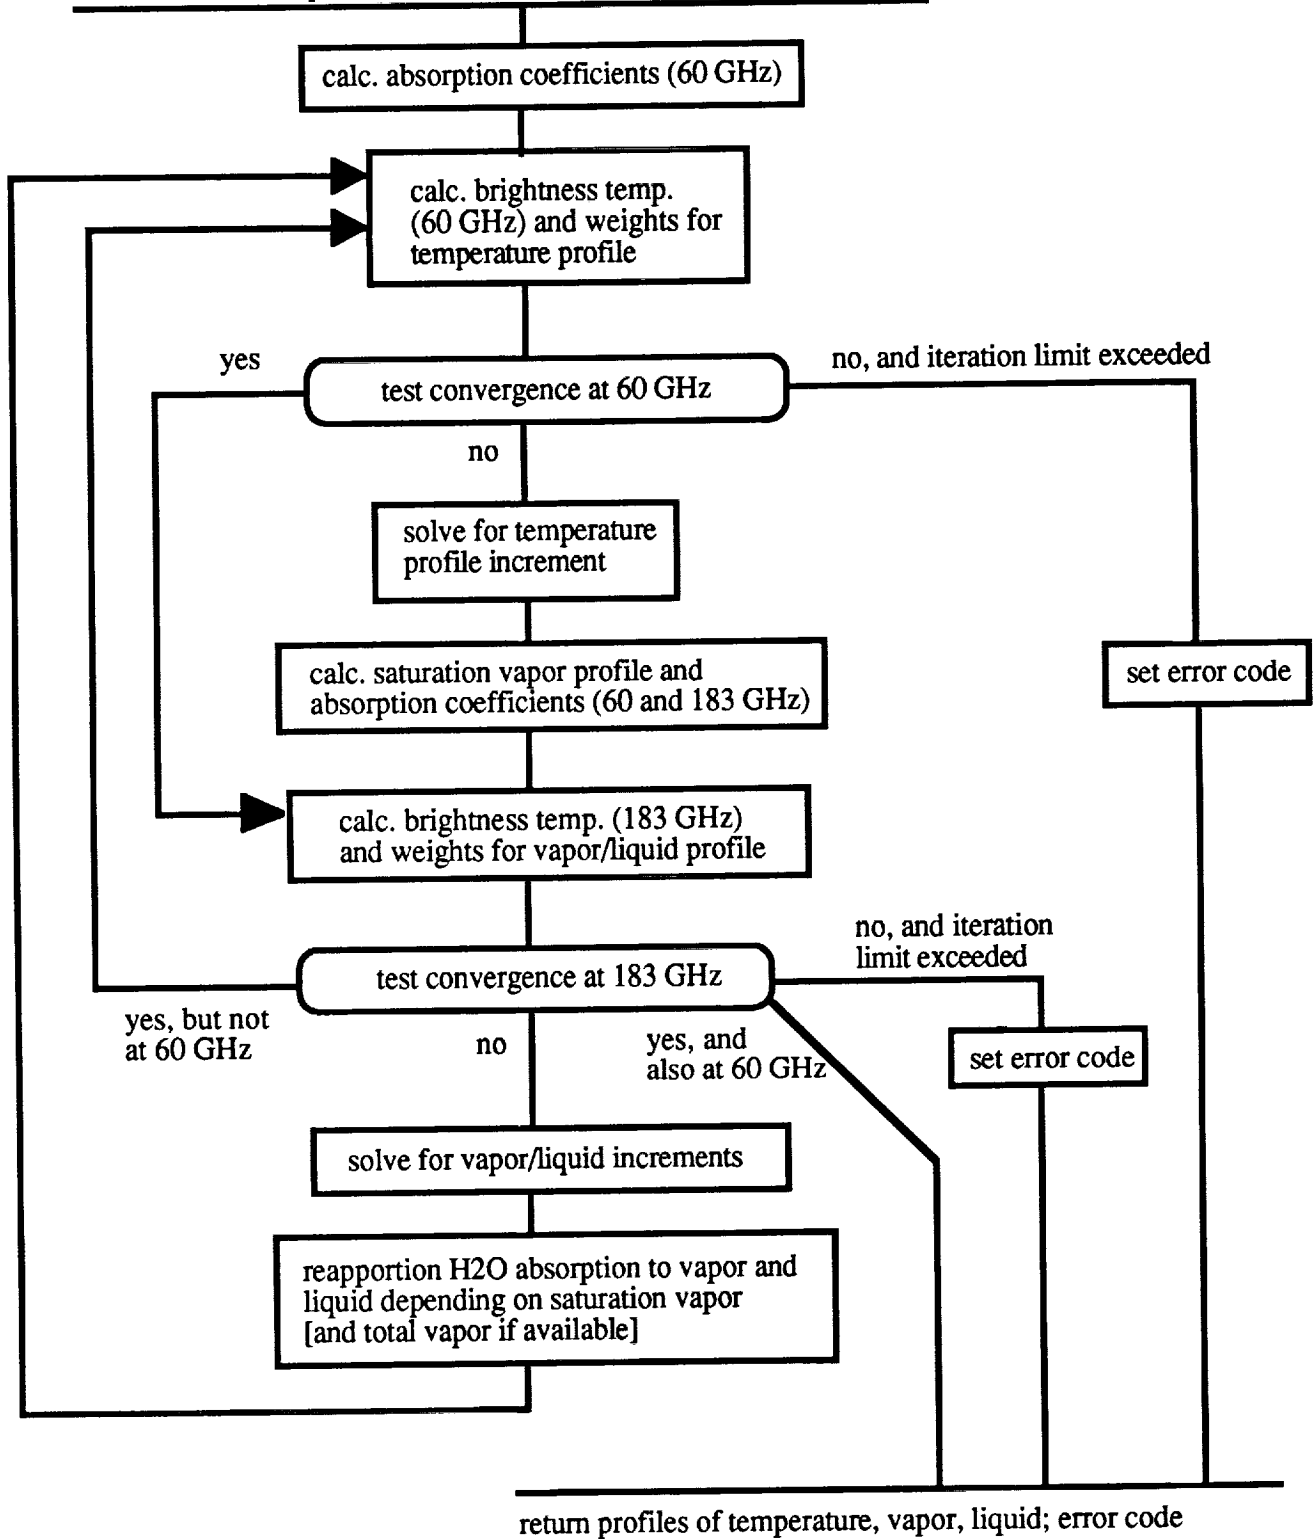 calc. absorption coefficients (60 GHz)
calc. brightness temp.
(60 GHz) and weights for
temperature profile
yes
test convergence at 60 GHz
no, and iteration limit exceeded
no
solve for temperature
profile increment
calc. saturation vapor profile and
absorption coefficients (60 and 183 GHz)
set error code
calc. brightness temp. (183 GHz)
and weights for vapor/liquid profile
no, and iteration
limit exceeded
test convergence at 183 GHz
yes, but not
at 60 GHz
no
yes, and
also at 60 GHz
set error code
solve for vapor/liquid increments
reapportion H2O absorption to vapor and
liquid depending on saturation vapor
[and total vapor if available]
return profiles of temperature, vapor, liquid; error code